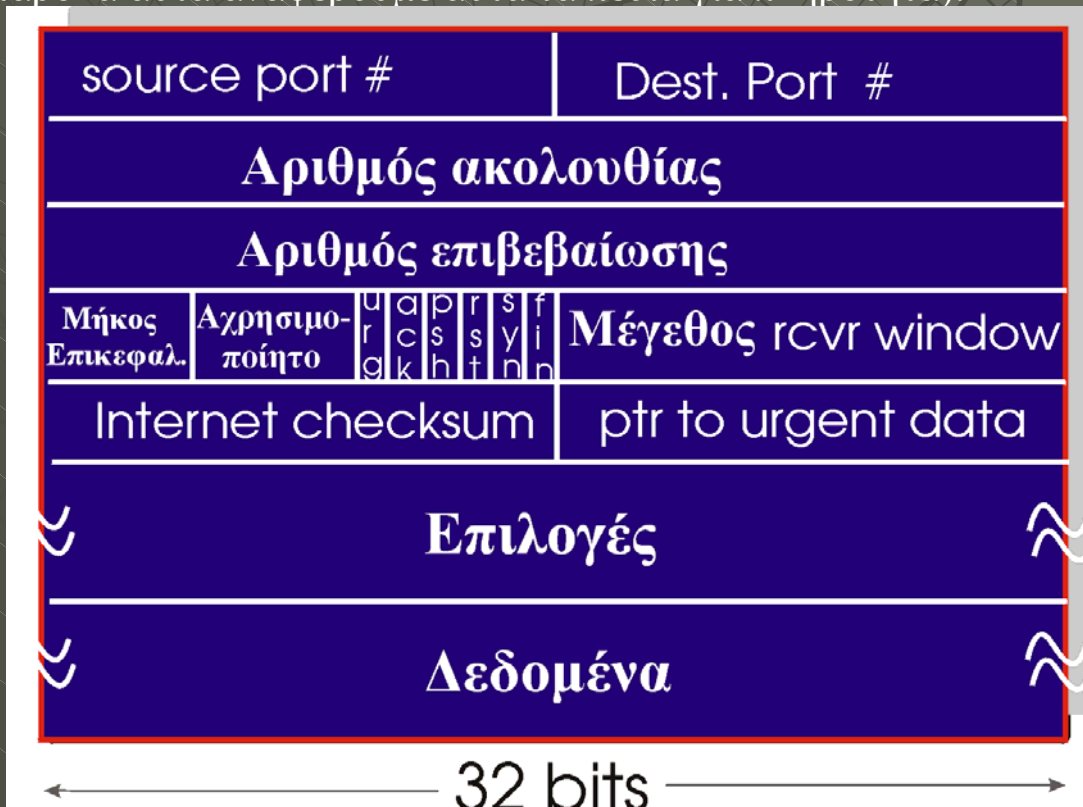 source port # Dest. Port #
Αριθμός ακολουθίας
Αριθμός επιβεβαίωσης
Μήκος Επικεφαλ.
Αχρησιμο-
ποίητο
urg ack psh rst syn fin
Μέγεθος rcvr window
Internet checksum ptr to urgent data
Επιλογές
Δεδομένα
32 bits